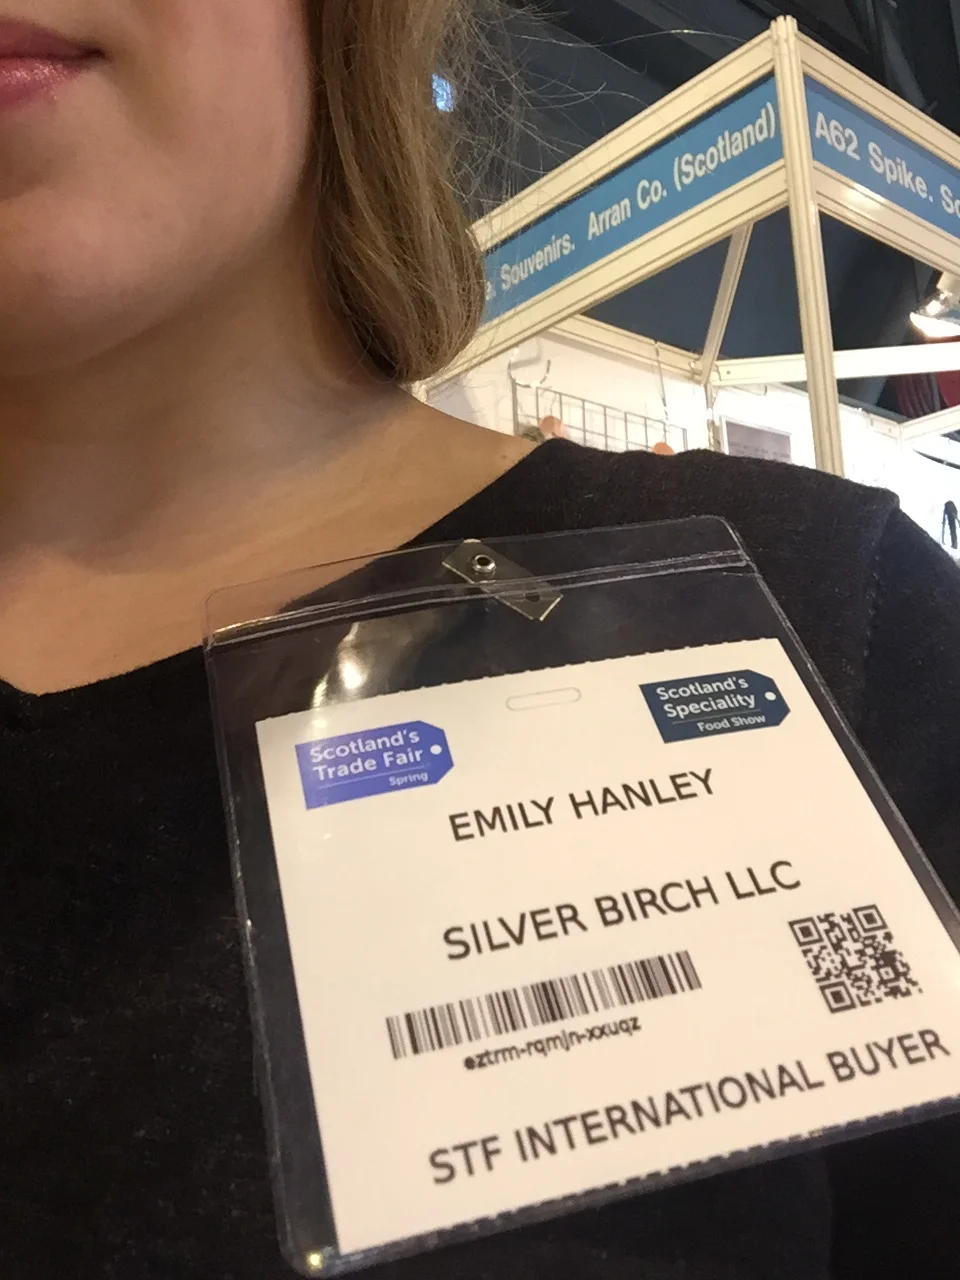 Souvenirs. Arran Co. (Scotland)
A62 Spike.
Scotland's
Trade Fair
Spring
Scotland's
Speciality
Food Show
EMILY HANLEY
SILVER BIRCH LLC
eztrm-rqmjn-xxuqz
STF INTERNATIONAL BUYER